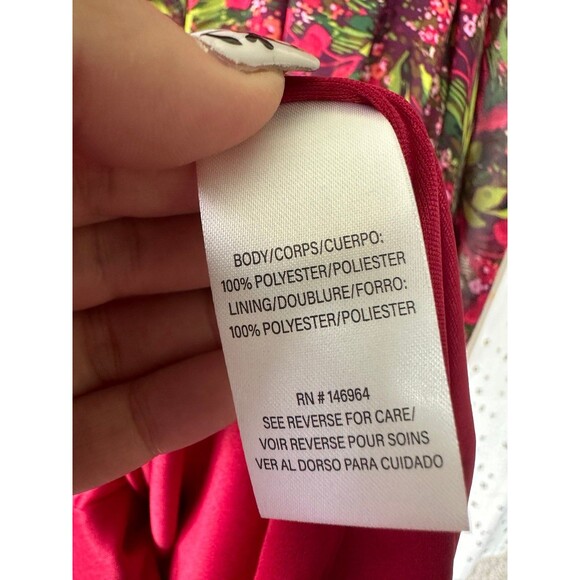 BODY/CORPS/CUERPO:
100% POLYESTER/POLIESTER
LINING/DOUBLURE/FORRO:
100% POLYESTER/POLIESTER
RN # 146964
SEE REVERSE FOR CARE/
VOIR REVERSE POUR SOINS
VER AL DORSO PARA CUIDADO